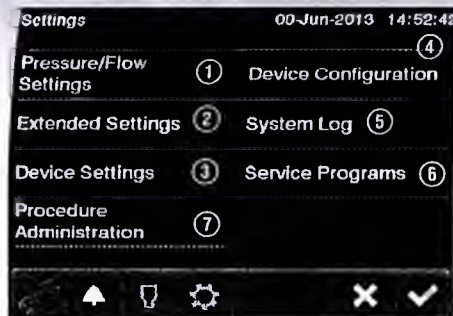 Settings 00-Jun-2013 14:52:42
④
Pressure/Flow
Settings ①
Device Configuration
Extended Settings ②
System Log ⑤
Device Settings ③
Service Programs ⑥
Procedure
Administration ⑦